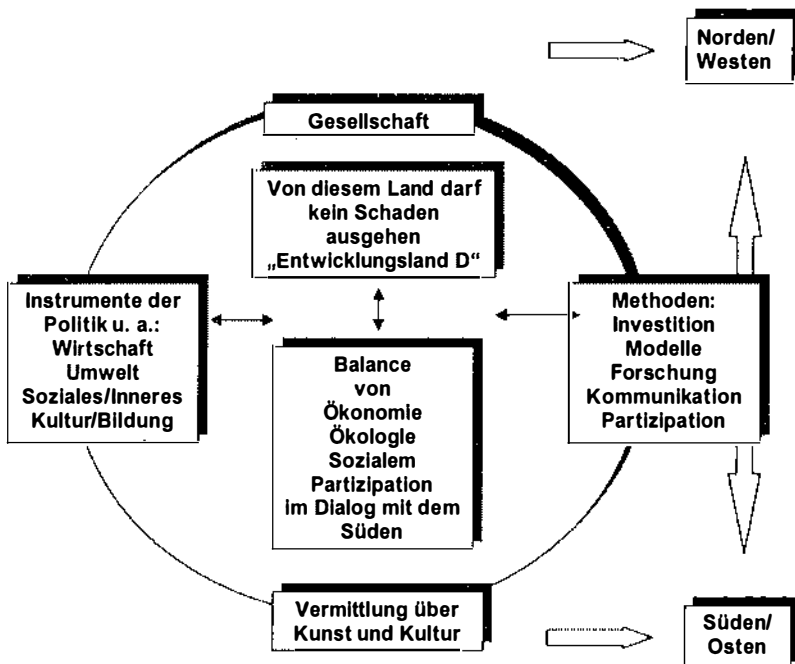 Norden/
Westen
Gesellschaft
Von diesem Land darf
kein Schaden
ausgehen
„Entwicklungsland D“
Instrumente der
Politik u. a.:
Wirtschaft
Umwelt
Soziales/Inneres
Kultur/Bildung
Balance
von
Ökonomie
Ökologie
Sozialem
Partizipation
im Dialog mit dem
Süden
Methoden:
Investition
Modelle
Forschung
Kommunikation
Partizipation
Vermittlung über
Kunst und Kultur
Süden/
Osten